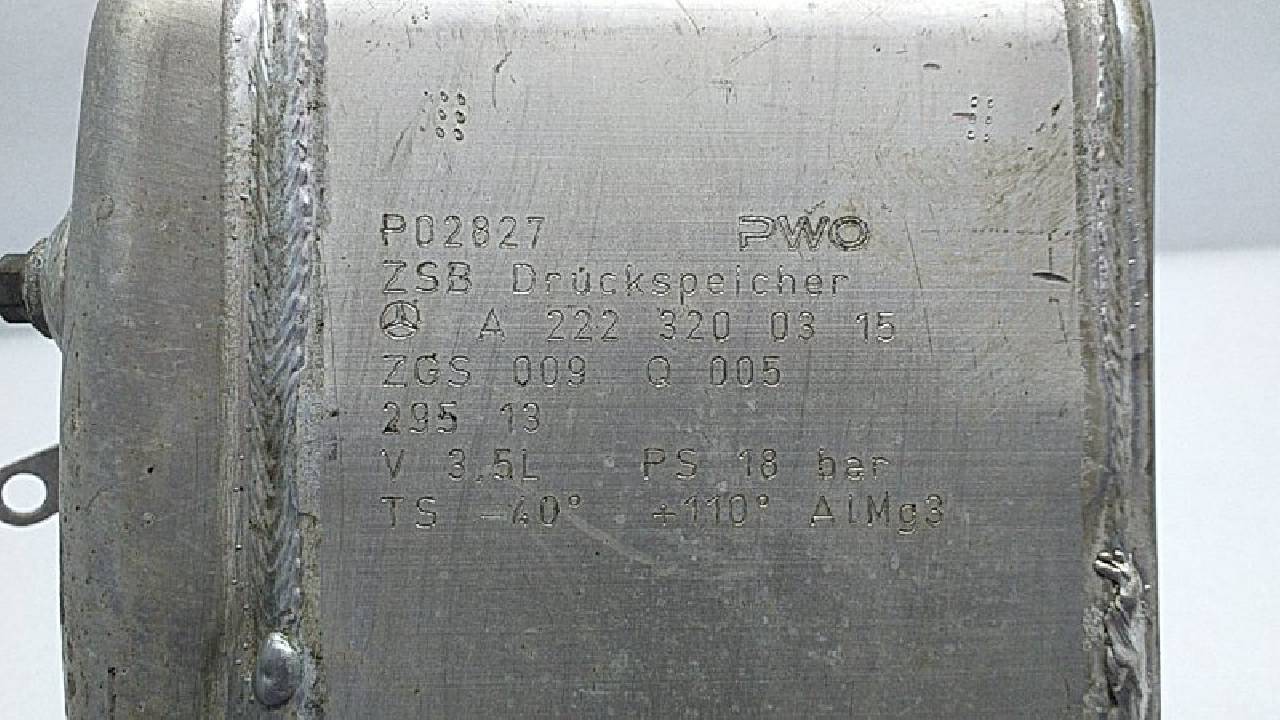 P02827 PWO
ZSB Druckspeicher
A 222 320 03 15
ZGS 009 Q 005
295 13
V 3,5L PS 18 bar
TS -40° +110° AlMg3